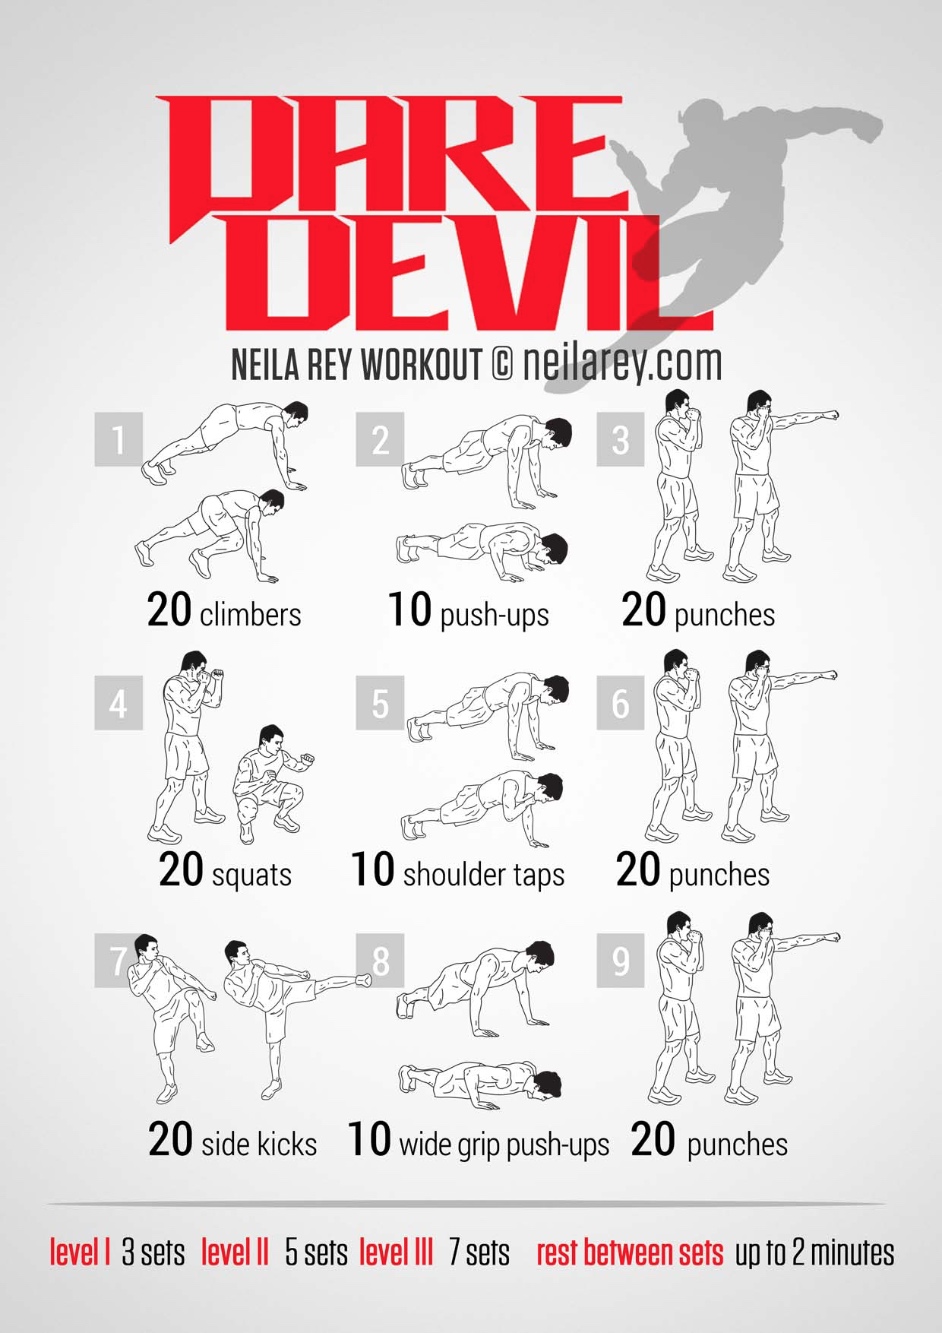 DARE
DEVIL
NEILA REY WORKOUT © neilarey.com
1
20 climbers
2
10 push-ups
3
20 punches
4
20 squats
5
10 shoulder taps
6
20 punches
7
20 side kicks
8
10 wide grip push-ups
9
20 punches
level I 3 sets level II 5 sets level III 7 sets rest between sets up to 2 minutes